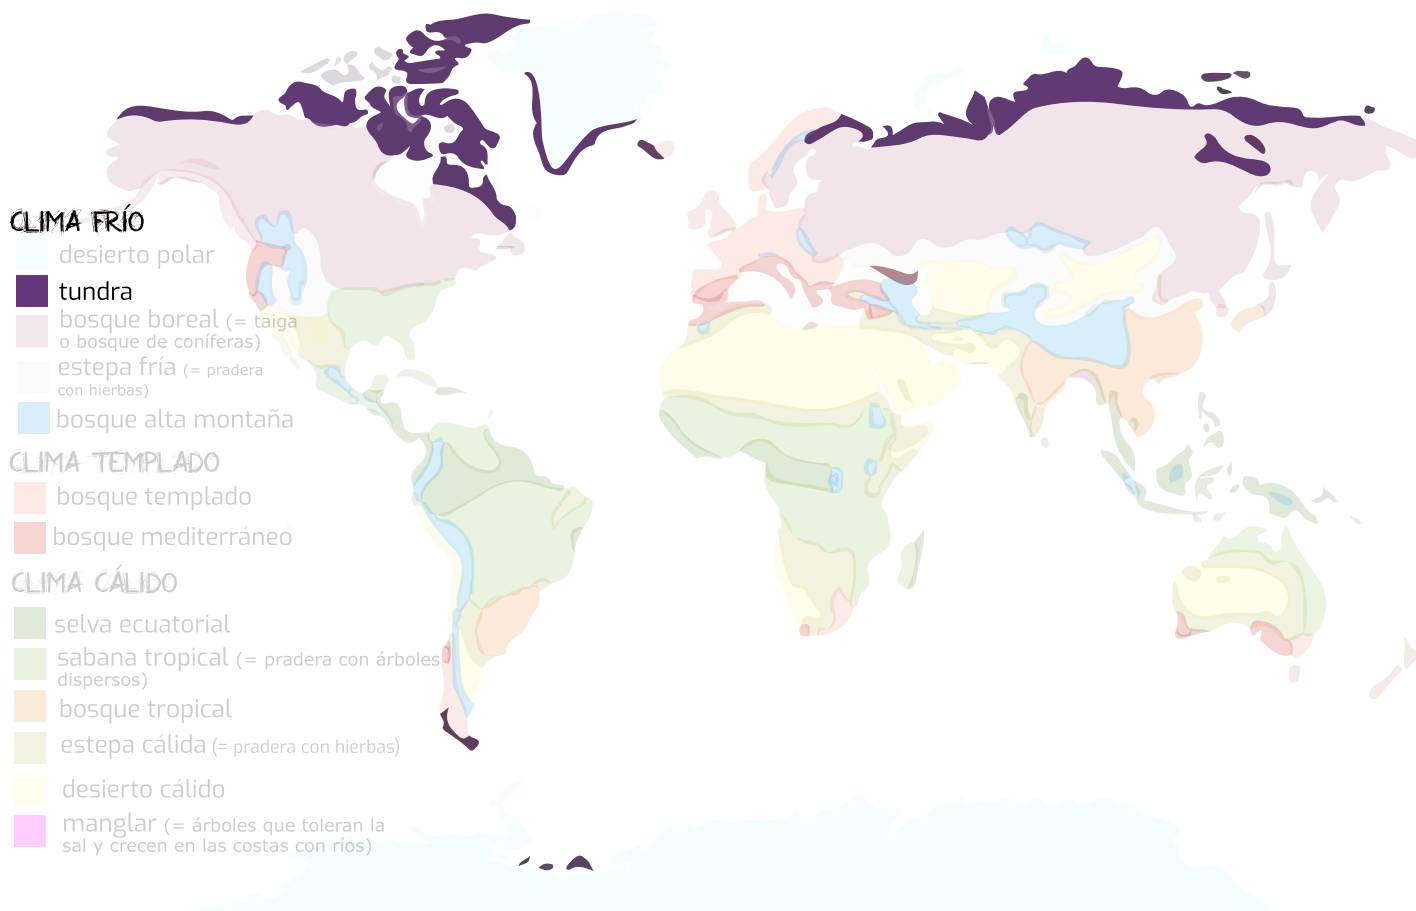 CLIMA FRÍO
desierto polar
tundra
bosque boreal (= taiga
o bosque de coníferas)
estepa fría (= pradera
con hierbas)
bosque alta montaña
CLIMA TEMPLADO
bosque templado
bosque mediterráneo
CLIMA CÁLIDO
selva ecuatorial
sabana tropical (= pradera con árboles
dispersos)
bosque tropical
estepa cálida (= pradera con hierbas)
desierto cálido
manglar (= árboles que toleran la
sal y crecen en las costas con ríos)